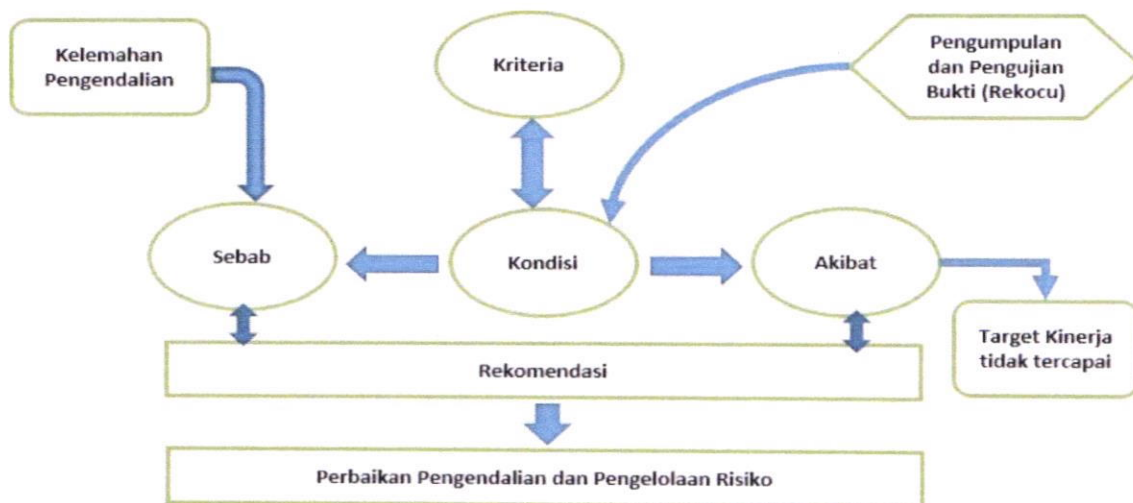 Kelemahan
Pengendalian
Kriteria
Pengumpulan
dan Pengujian
Bukti (Rekocu)
Sebab
Kondisi
Akibat
Target Kinerja
tidak tercapai
Rekomendasi
Perbaikan Pengendalian dan Pengelolaan Risiko